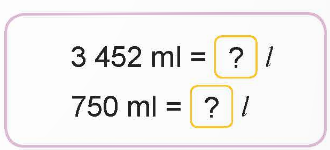 3 452 ml = ? l
750 ml = ? l